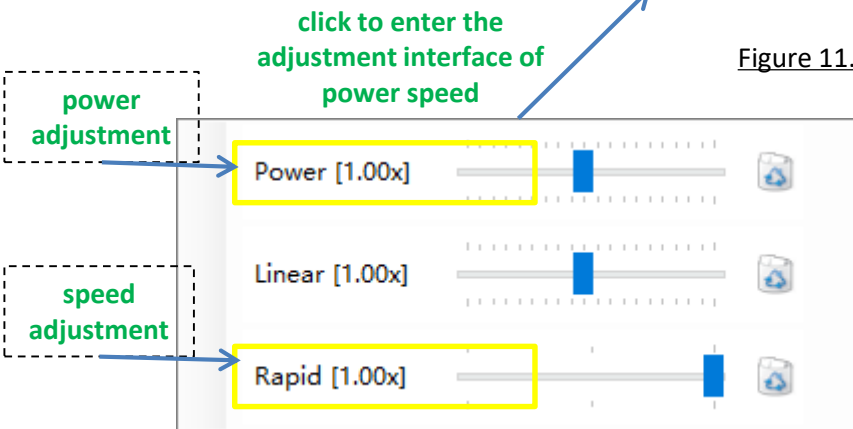 click to enter the
adjustment interface of
power speed
Figure 11.
power
adjustment
Power [1.00x]
Linear [1.00x]
speed
adjustment
Rapid [1.00x]